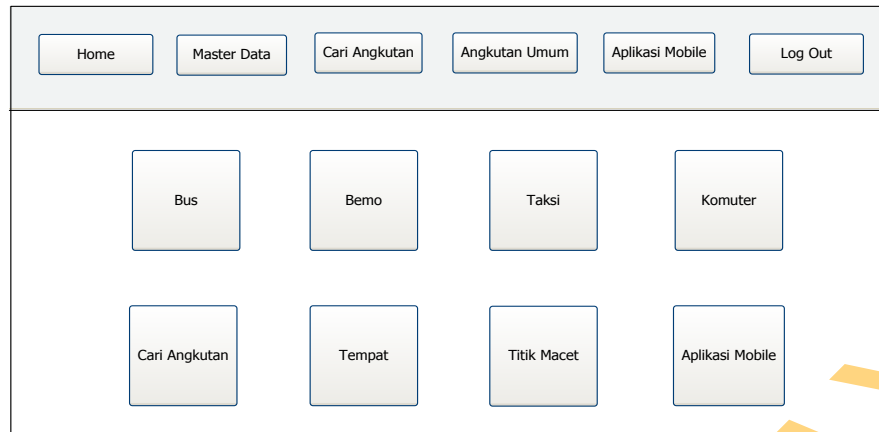 Home
Master Data
Cari Angkutan
Angkutan Umum
Aplikasi Mobile
Log Out
Bus
Bemo
Taksi
Komuter
Cari Angkutan
Tempat
Titik Macet
Aplikasi Mobile